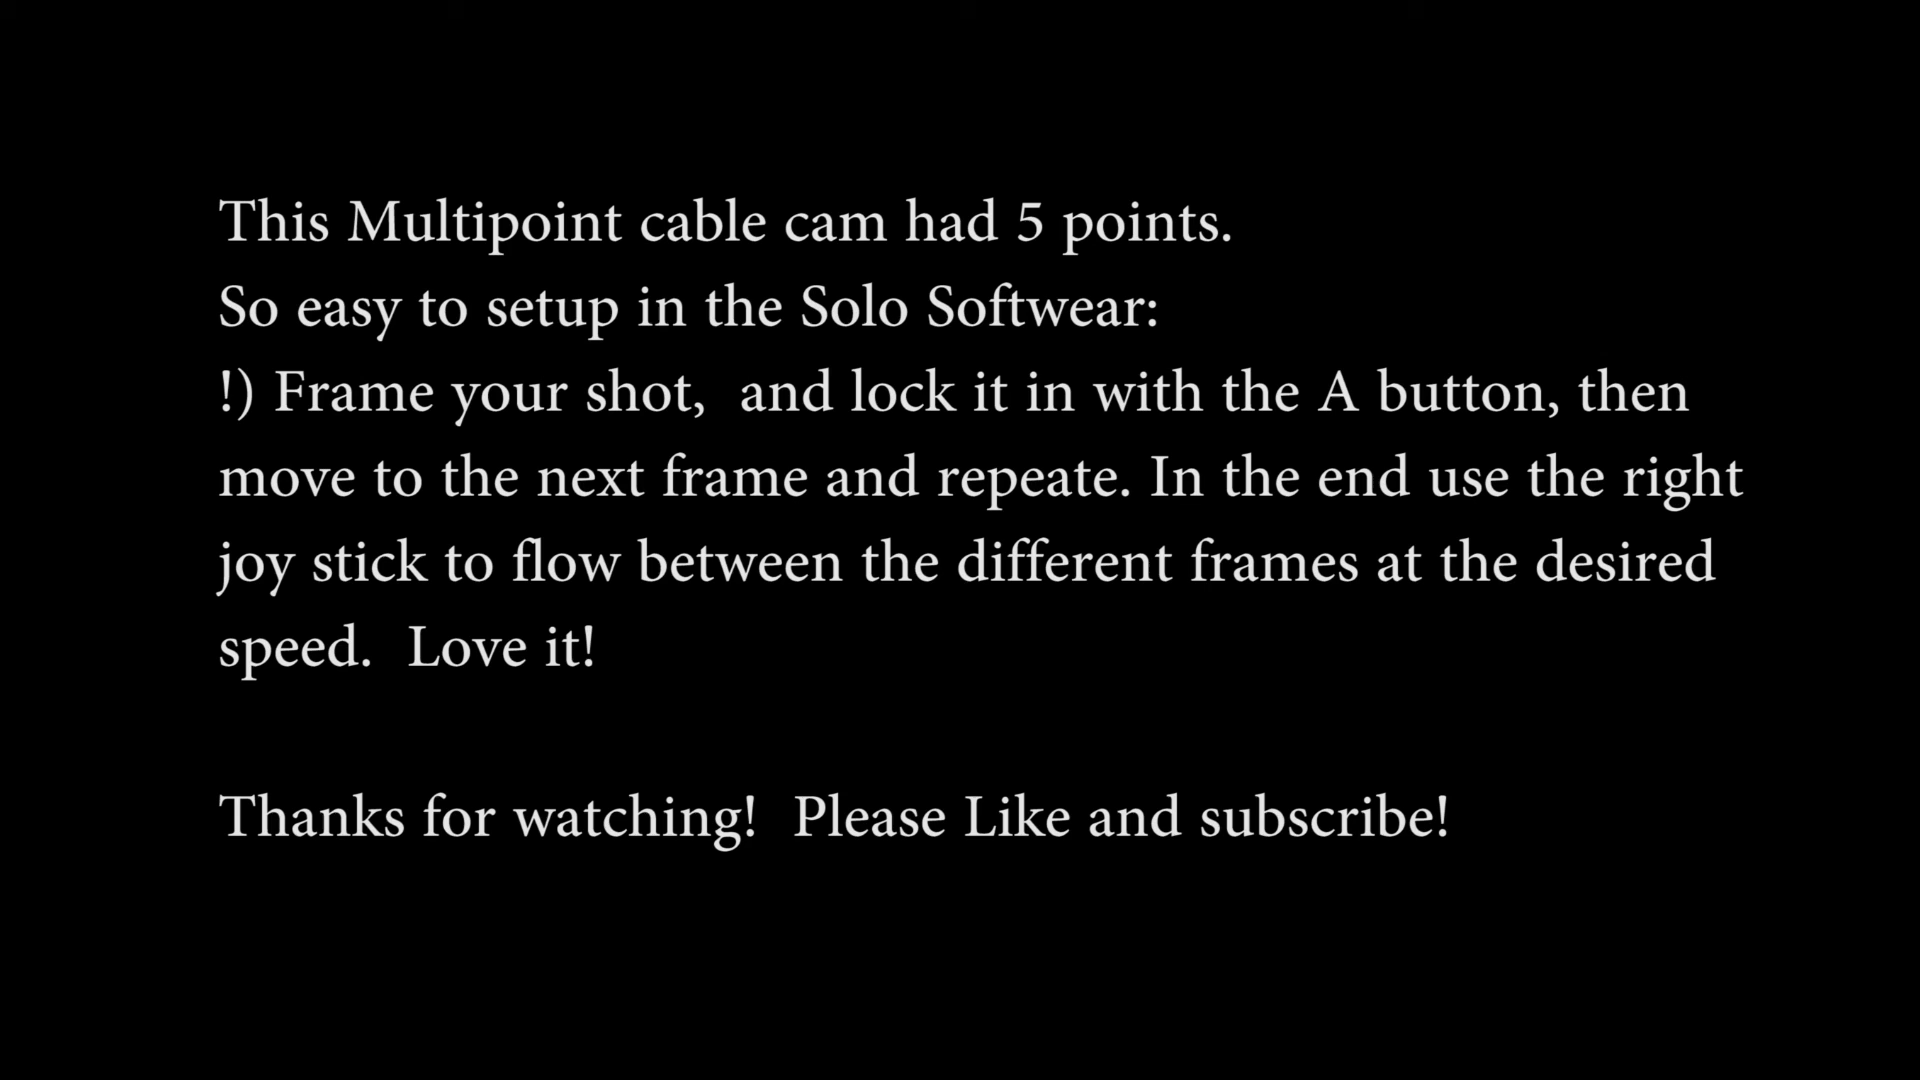 This Multipoint cable cam had 5 points.
So easy to setup in the Solo Softwear:
!) Frame your shot,  and lock it in with the A button, then
move to the next frame and repeat. In the end use the right
joy stick to flow between the different frames at the desired
speed.  Love it!
Thanks for watching!  Please Like and subscribe!